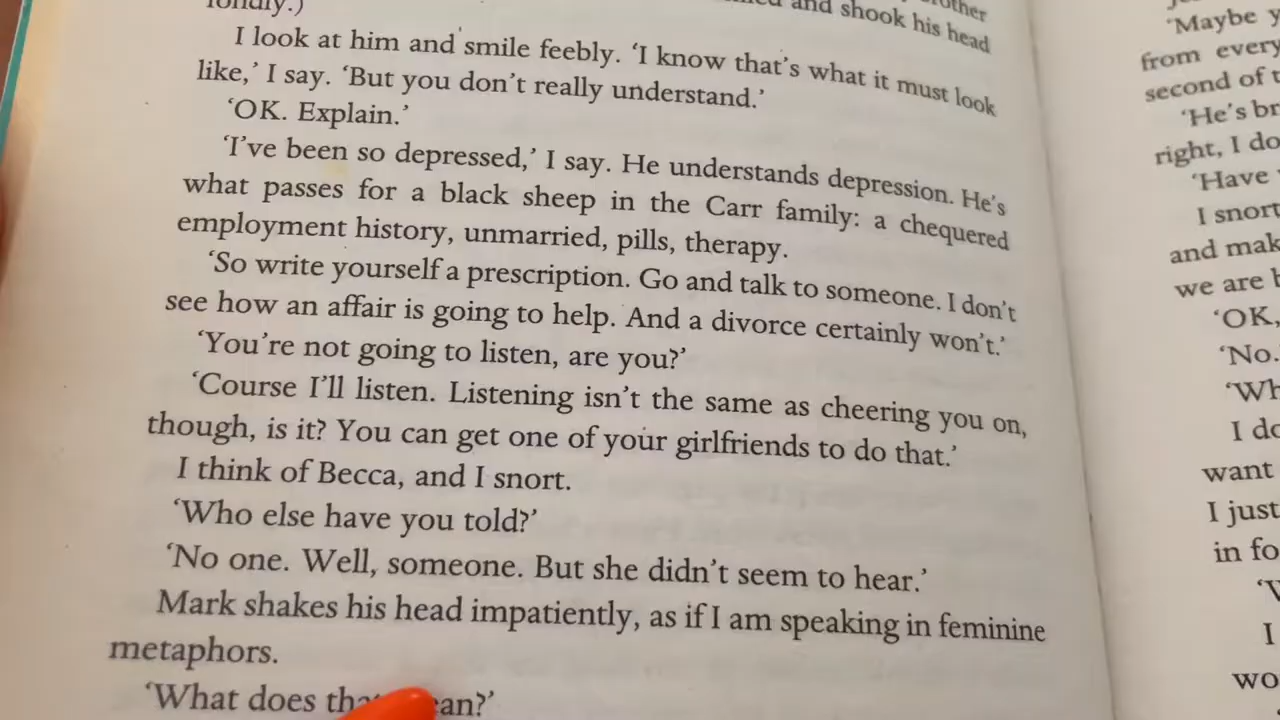 fondly.)
and shook his head
I look at him and smile feebly. ‘I know that’s what it must look
like,’ I say. ‘But you don’t really understand.’
‘OK. Explain.’
‘I’ve been so depressed,’ I say. He understands depression. He’s
what passes for a black sheep in the Carr family: a chequered
employment history, unmarried, pills, therapy.
‘So write yourself a prescription. Go and talk to someone. I don’t
see how an affair is going to help. And a divorce certainly won’t.’
‘You’re not going to listen, are you?’
‘Course I’ll listen. Listening isn’t the same as cheering you on,
though, is it? You can get one of your girlfriends to do that.’
I think of Becca, and I snort.
‘Who else have you told?’
‘No one. Well, someone. But she didn’t seem to hear.’
Mark shakes his head impatiently, as if I am speaking in feminine
metaphors.
‘What does
‘Maybe
from every
second of
‘He’s
right, I do
‘Have
I snort
and
we are
‘OK,
‘No.
I
want
I just
in
I